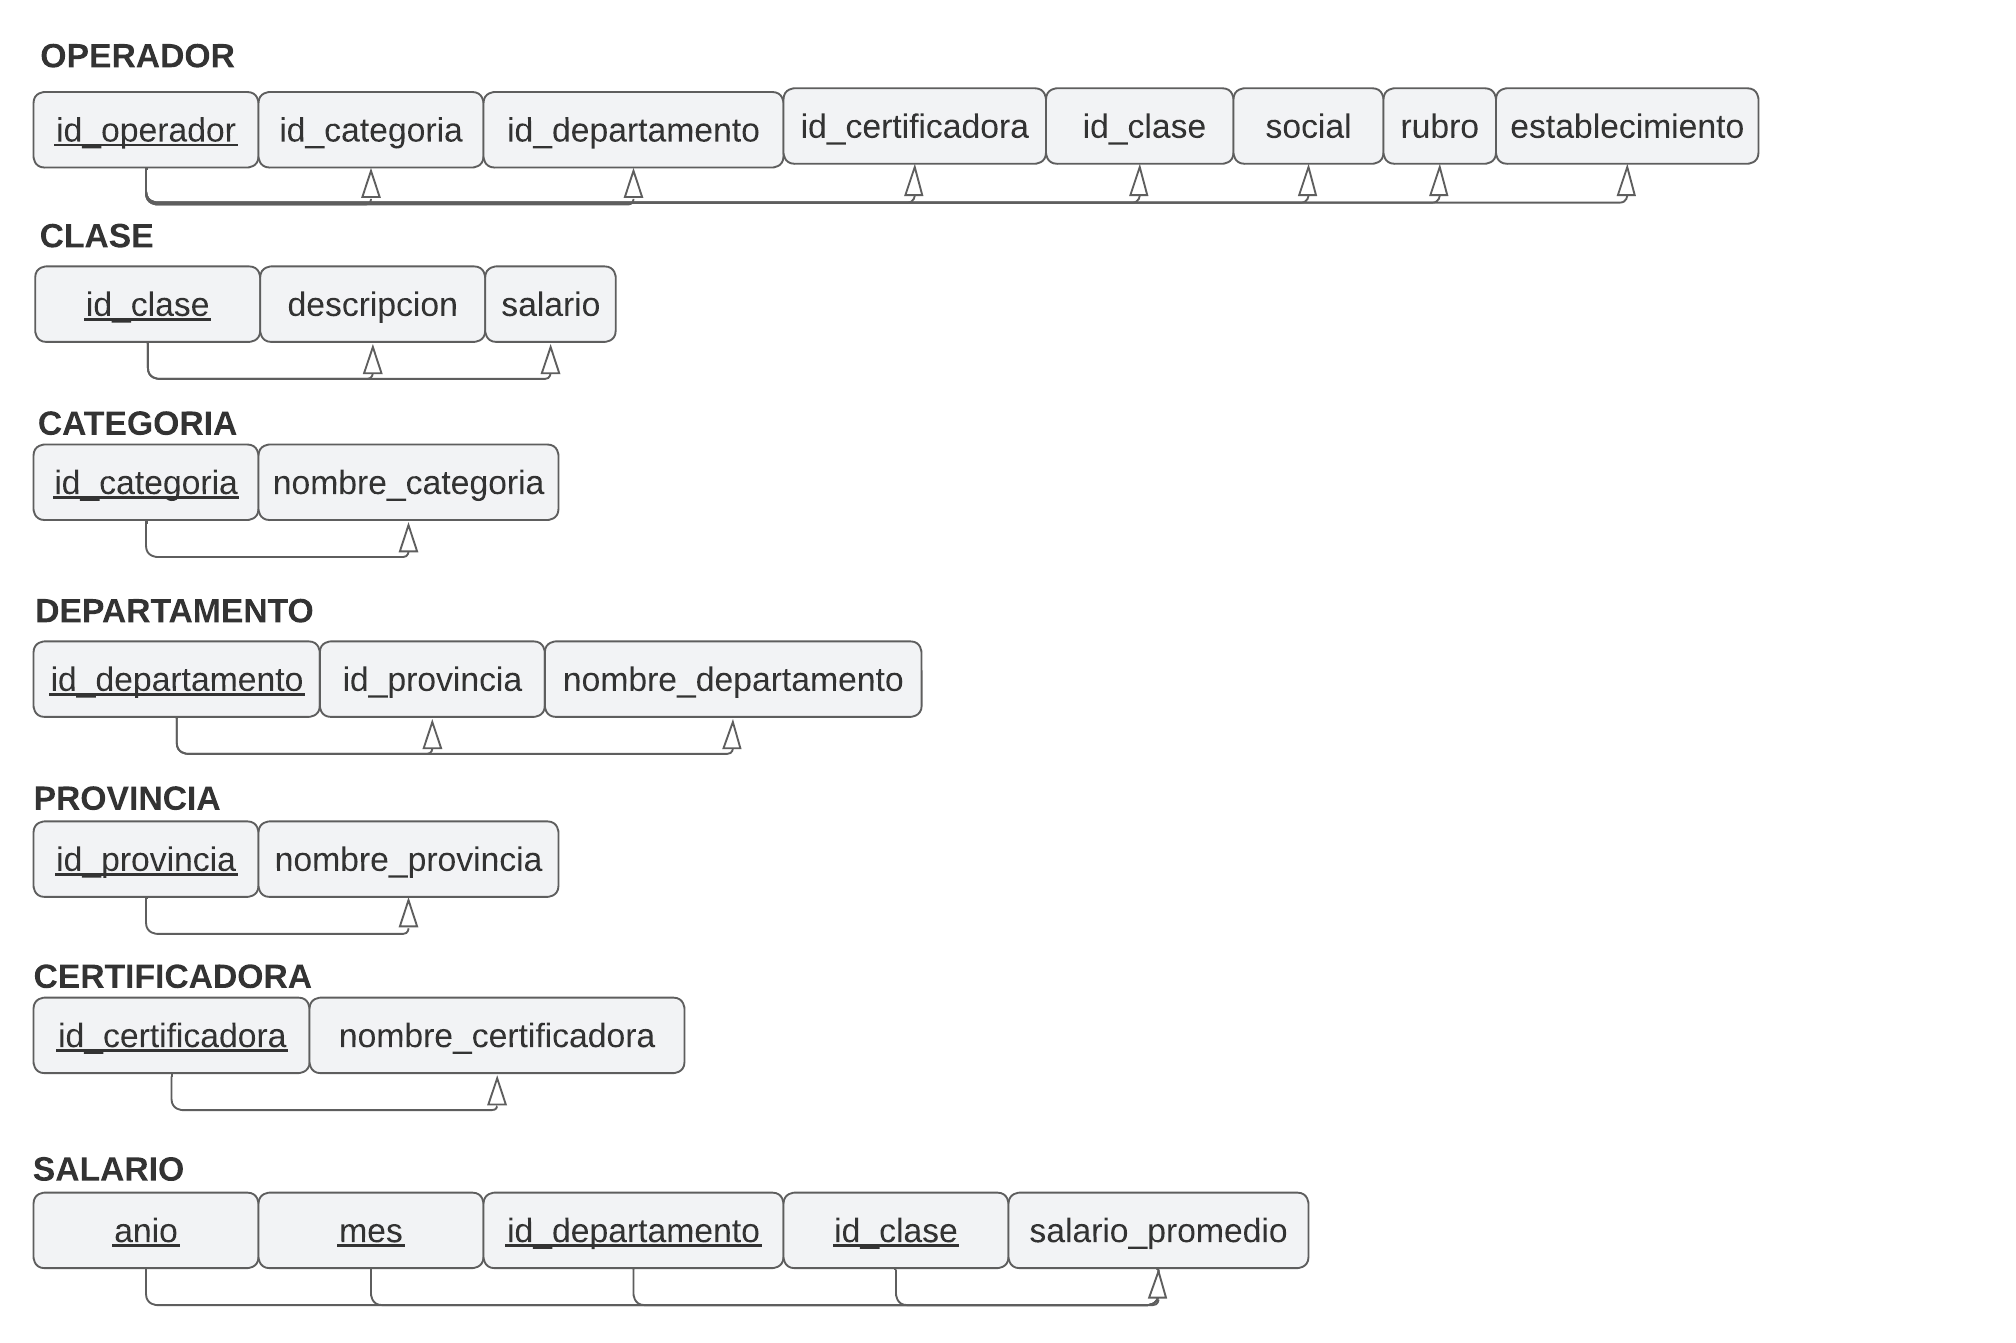 OPERADOR
id_operador id_categoria id_departamento id_certificadora id_clase social rubro establecimiento
CLASE
id_clase descripcion salario
CATEGORIA
id_categoria nombre_categoria
DEPARTAMENTO
id_departamento id_provincia nombre_departamento
PROVINCIA
id_provincia nombre_provincia
CERTIFICADORA
id_certificadora nombre_certificadora
SALARIO
anio mes id_departamento id_clase salario_promedio